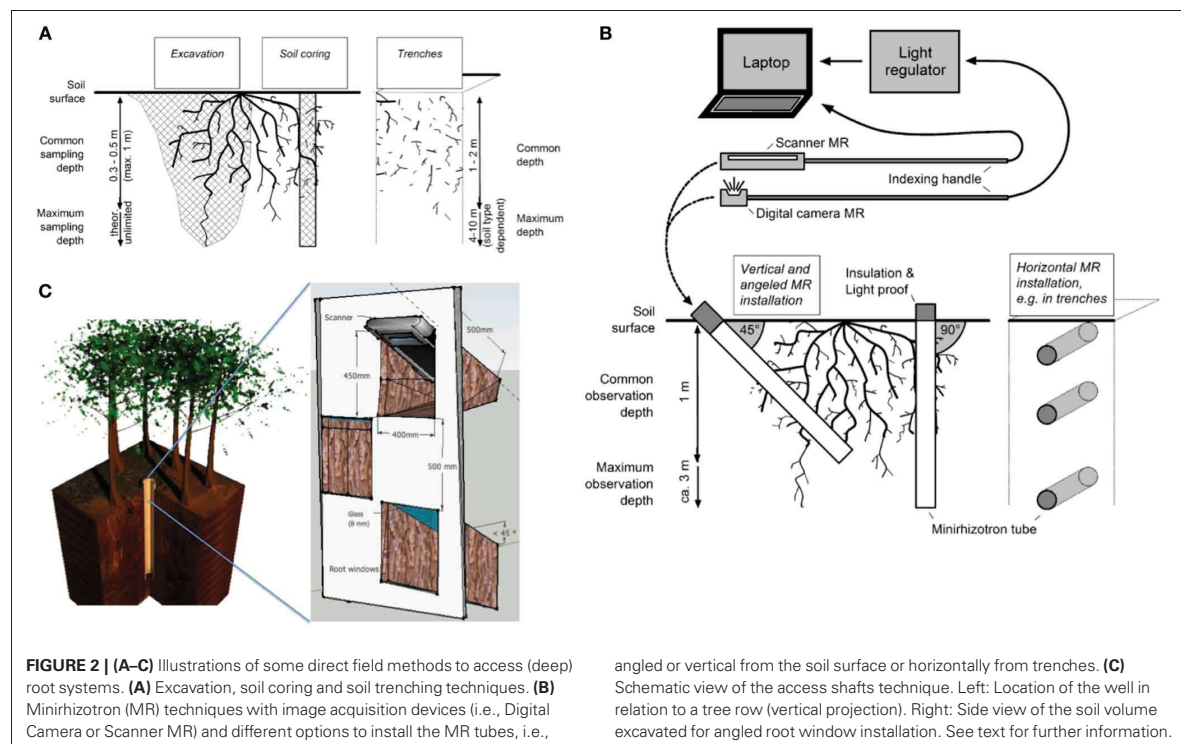 A
Excavation
Soil coring
Trenches
Soil
surface
Common
sampling
depth
0.3 - 0.5 m
(max. 1 m)
Maximum
sampling
depth
theor.
unlimited
1 - 2 m
Common
depth
4-10 m
(soil type
dependent)
Maximum
depth
B
Laptop
Light
regulator
Scanner MR
Indexing handle
Digital camera MR
Vertical and
angeled MR
installation
Insulation &
Light proof
Horizontal MR
installation,
e.g. in trenches
Soil
surface
45°
90°
Common
observation
depth
1 m
Maximum
observation
depth
ca. 3 m
Minirhizotron tube
C
Scanner
500mm
450mm
400mm
500 mm
Glass
(8 mm)
< 45 °
Root windows
FIGURE 2 | (A–C) Illustrations of some direct field methods to access (deep)
root systems. (A) Excavation, soil coring and soil trenching techniques. (B)
Minirhizotron (MR) techniques with image acquisition devices (i.e., Digital
Camera or Scanner MR) and different options to install the MR tubes, i.e.,
angled or vertical from the soil surface or horizontally from trenches. (C)
Schematic view of the access shafts technique. Left: Location of the well in
relation to a tree row (vertical projection). Right: Side view of the soil volume
excavated for angled root window installation. See text for further information.